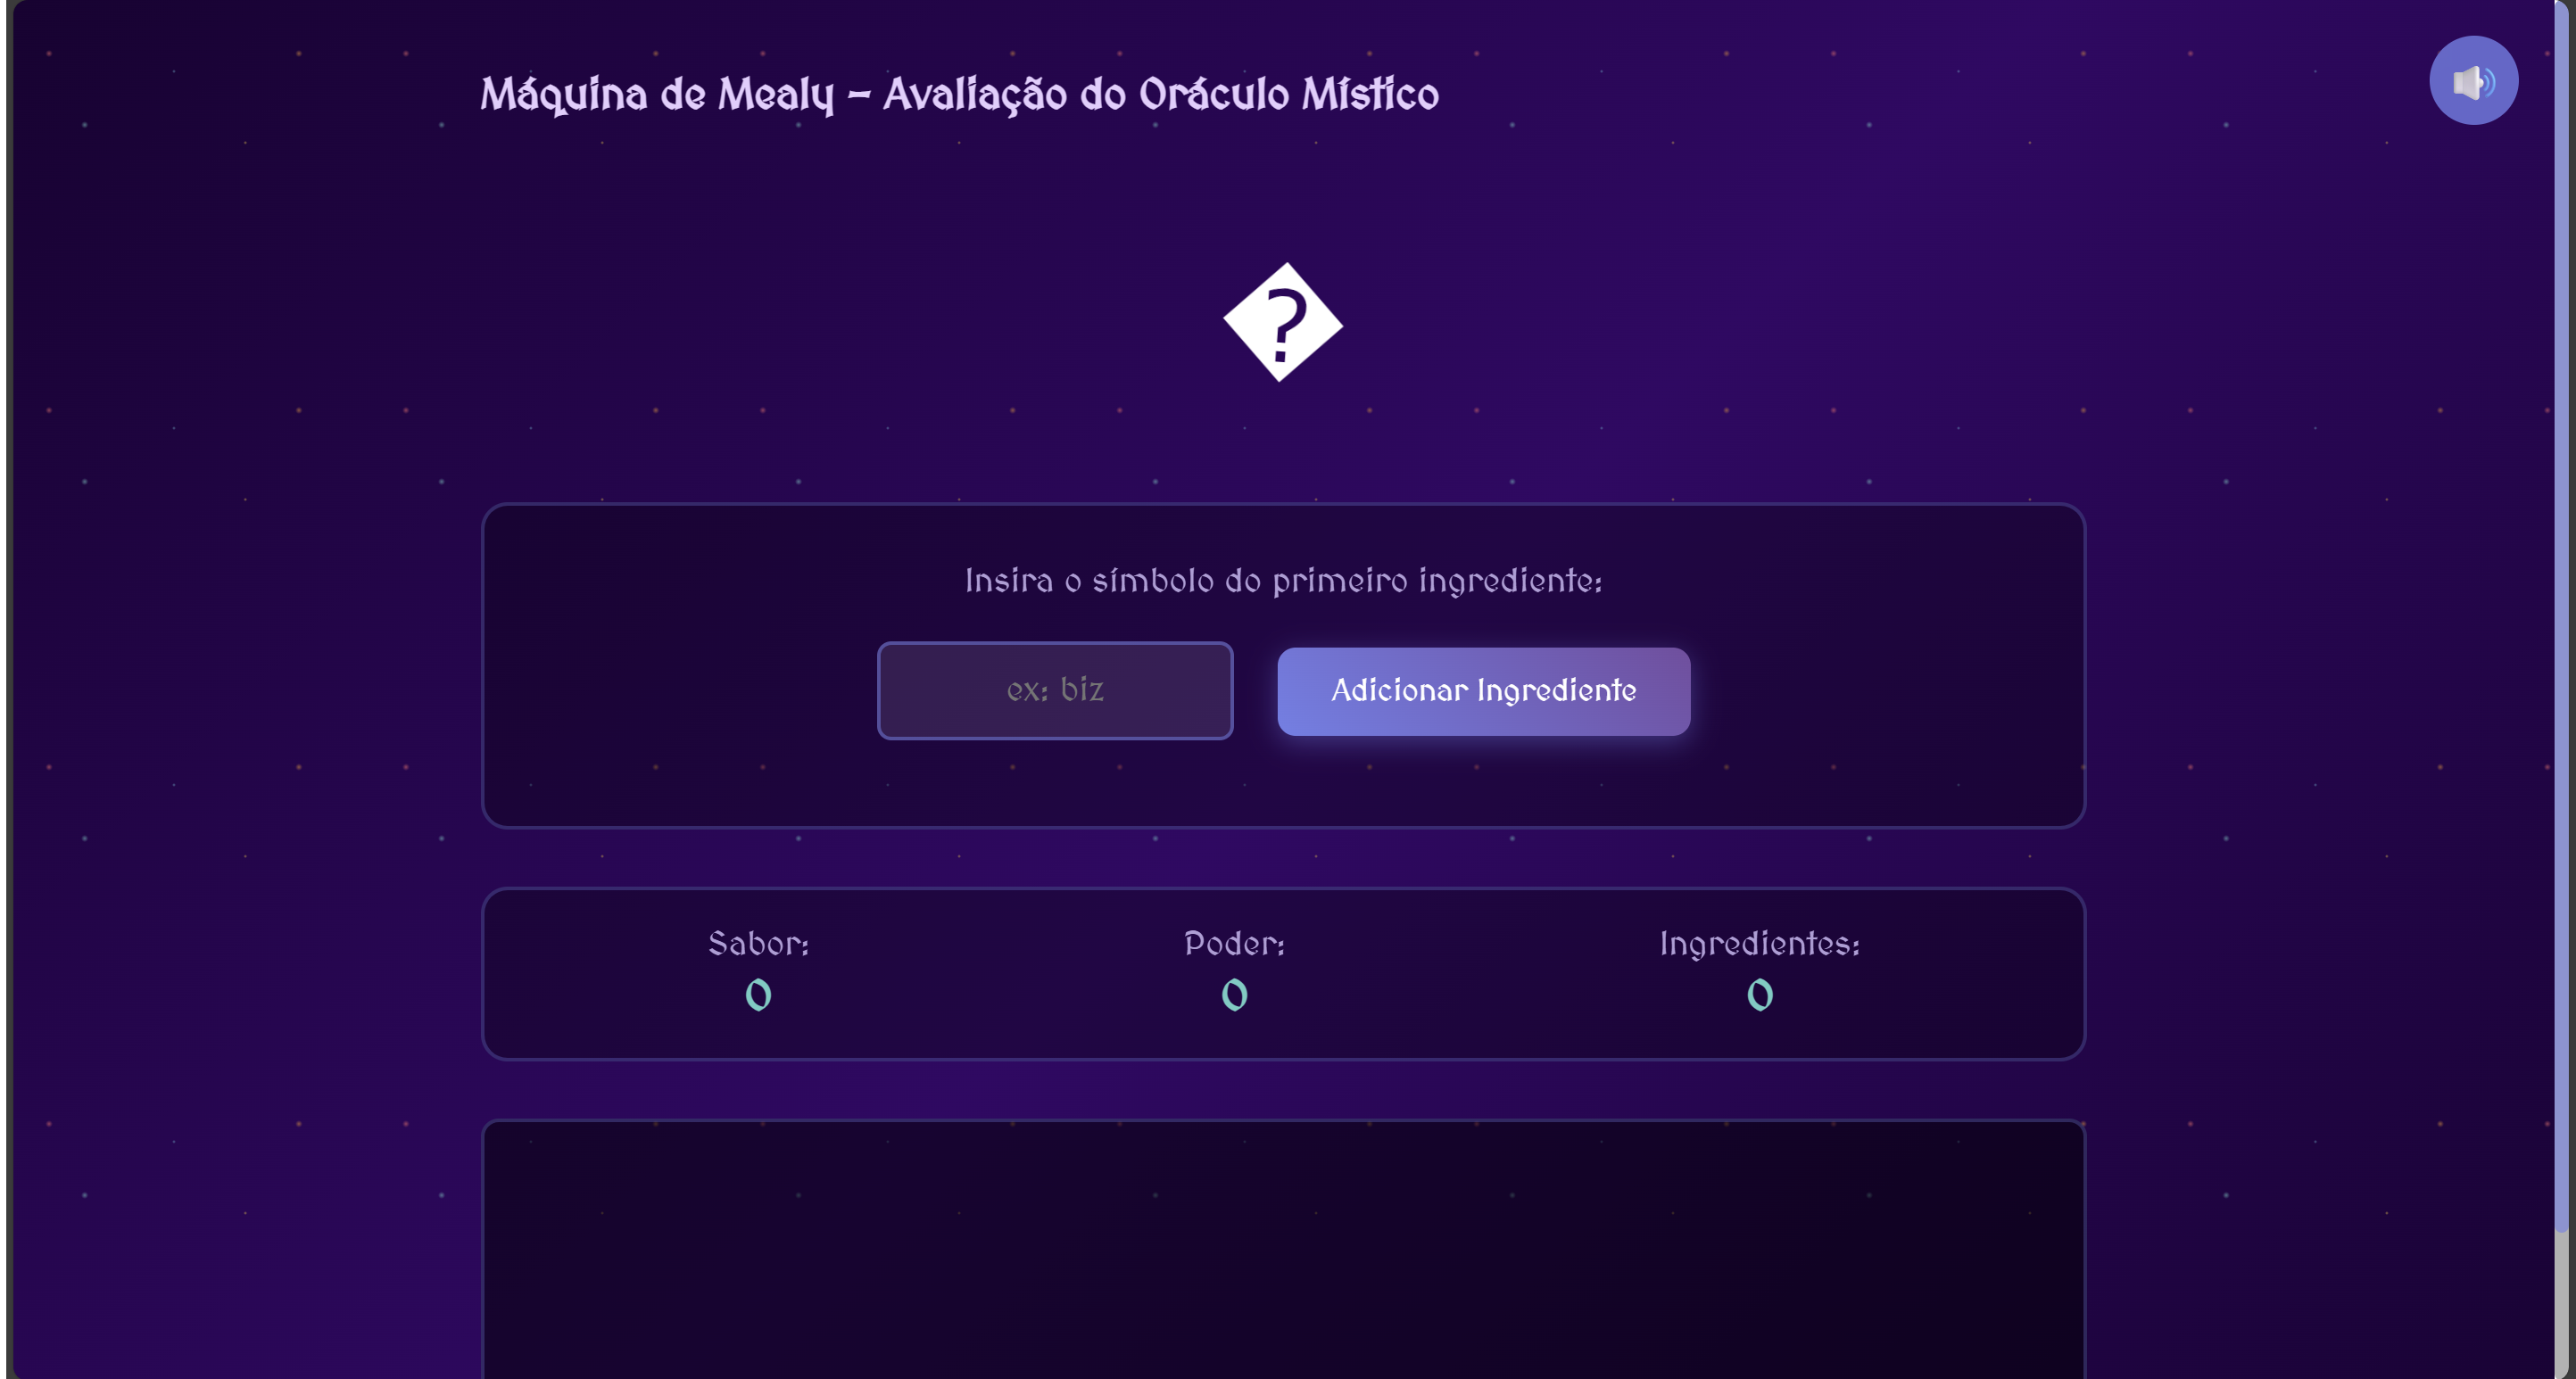 Máquina de Mealy – Avaliação do Oráculo Místico
?
Insira o símbolo do primeiro ingrediente:
ex: biz
Adicionar Ingrediente
Sabor:
Poder:
Ingredientes:
0
0
0